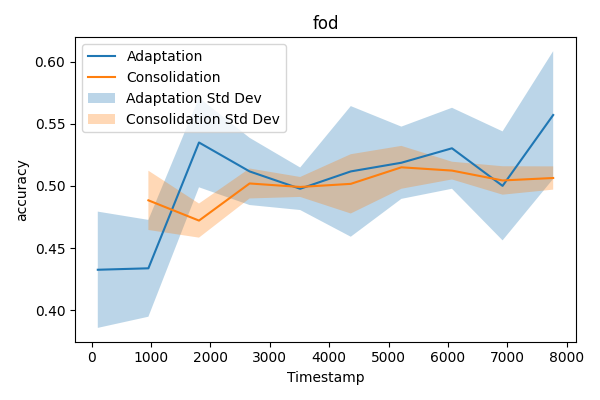 fod
Adaptation
Consolidation
Adaptation Std Dev
Consolidation Std Dev
accuracy
0.60
0.55
0.50
0.45
0.40
0 1000 2000 3000 4000 5000 6000 7000 8000
Timestamp